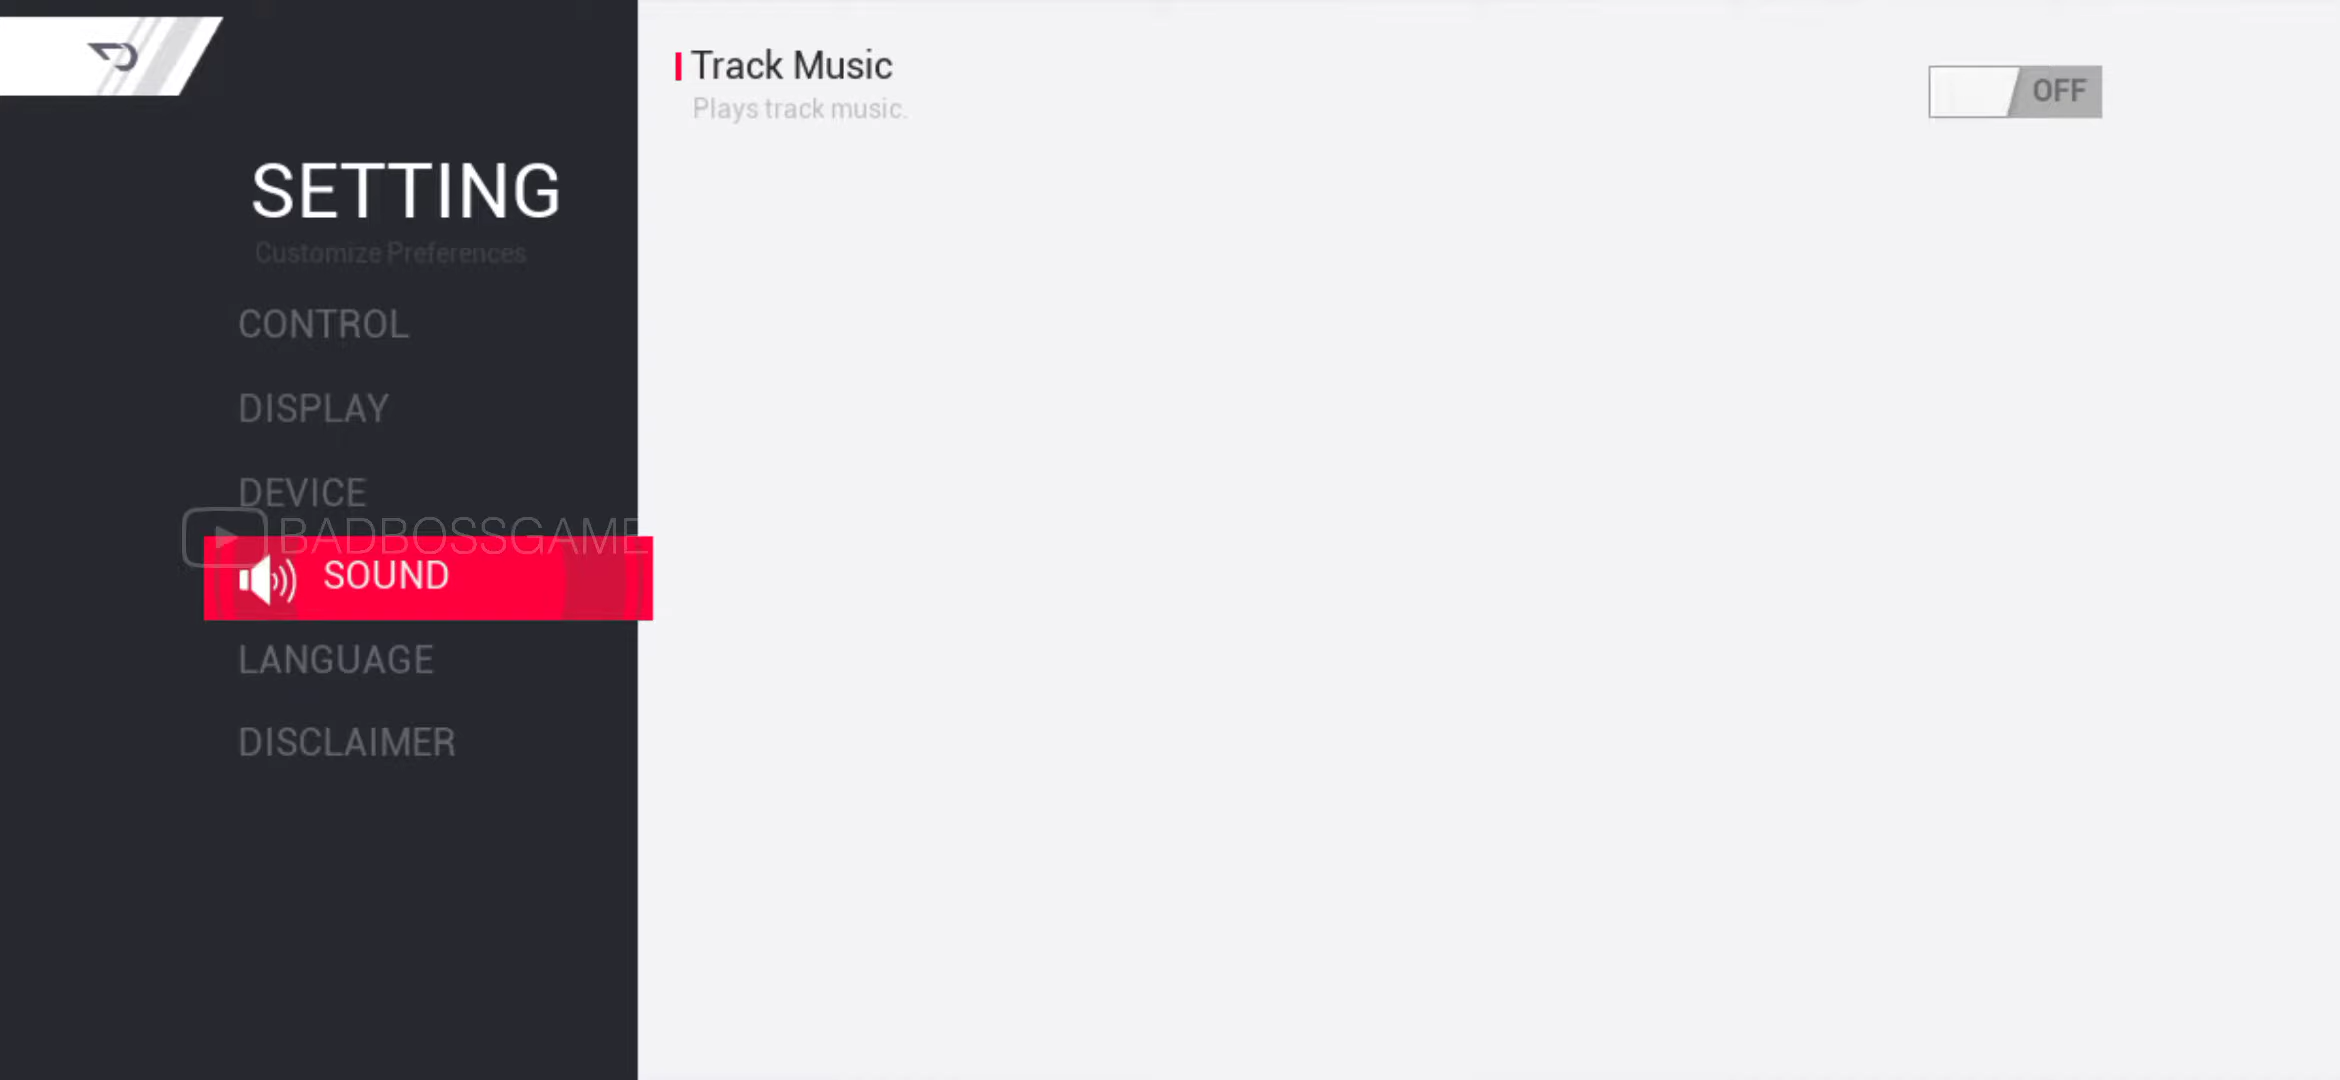 Track Music
Plays track music.
OFF
SETTING
Customize Preferences
CONTROL
DISPLAY
DEVICE
BADBOSSGAME
SOUND
LANGUAGE
DISCLAIMER